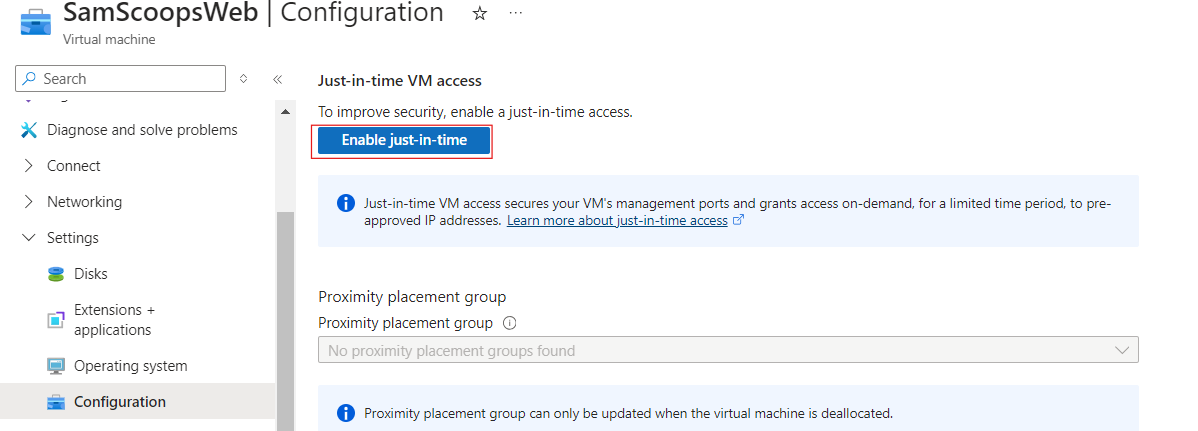 SamScoopsWeb | Configuration ☆ ...
Virtual machine
Search
Diagnose and solve problems
Connect
Networking
Settings
Disks
Extensions +
applications
Operating system
Configuration
Just-in-time VM access
To improve security, enable a just-in-time access.
Enable just-in-time
Just-in-time VM access secures your VM's management ports and grants access on-demand, for a limited time period, to pre-
approved IP addresses. Learn more about just-in-time access
Proximity placement group
Proximity placement group
No proximity placement groups found
Proximity placement group can only be updated when the virtual machine is deallocated.